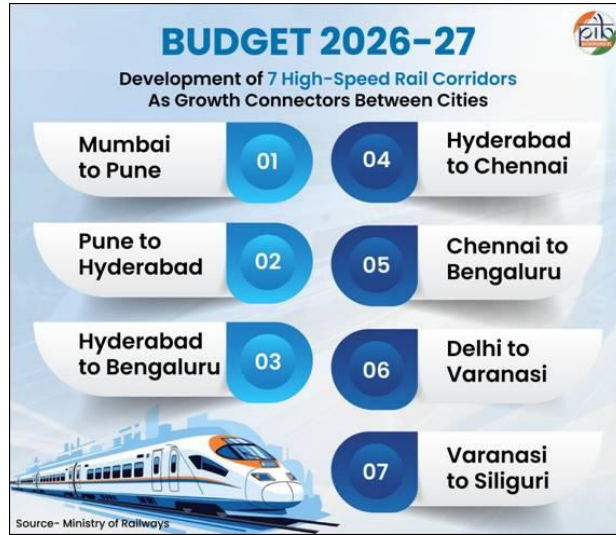 BUDGET 2026-27
pib
Development of 7 High-Speed Rail Corridors
As Growth Connectors Between Cities
Mumbai
to Pune
01
Pune to
Hyderabad
02
Hyderabad
to Bengaluru
03
04
Hyderabad
to Chennai
05
Chennai to
Bengaluru
06
Delhi to
Varanasi
07
Varanasi
to Siliguri
Source- Ministry of Railways